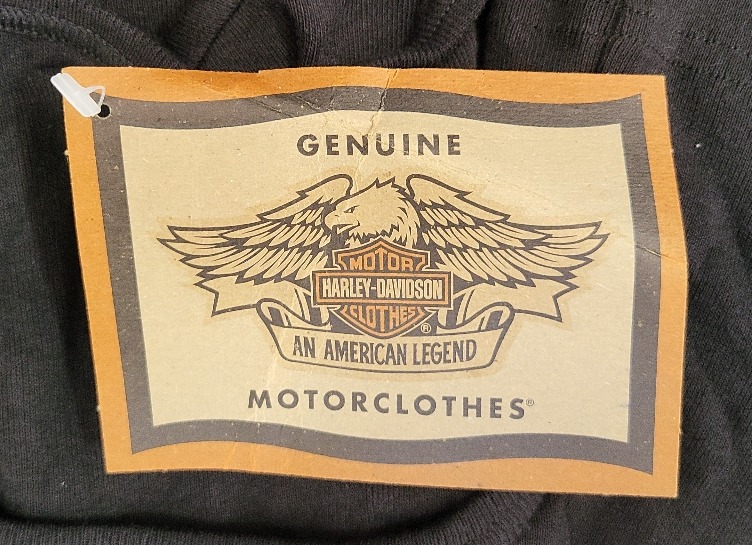 GENUINE
MOTOR
HARLEY-DAVIDSON
CLOTHES
®
AN AMERICAN LEGEND
MOTORCLOTHES®